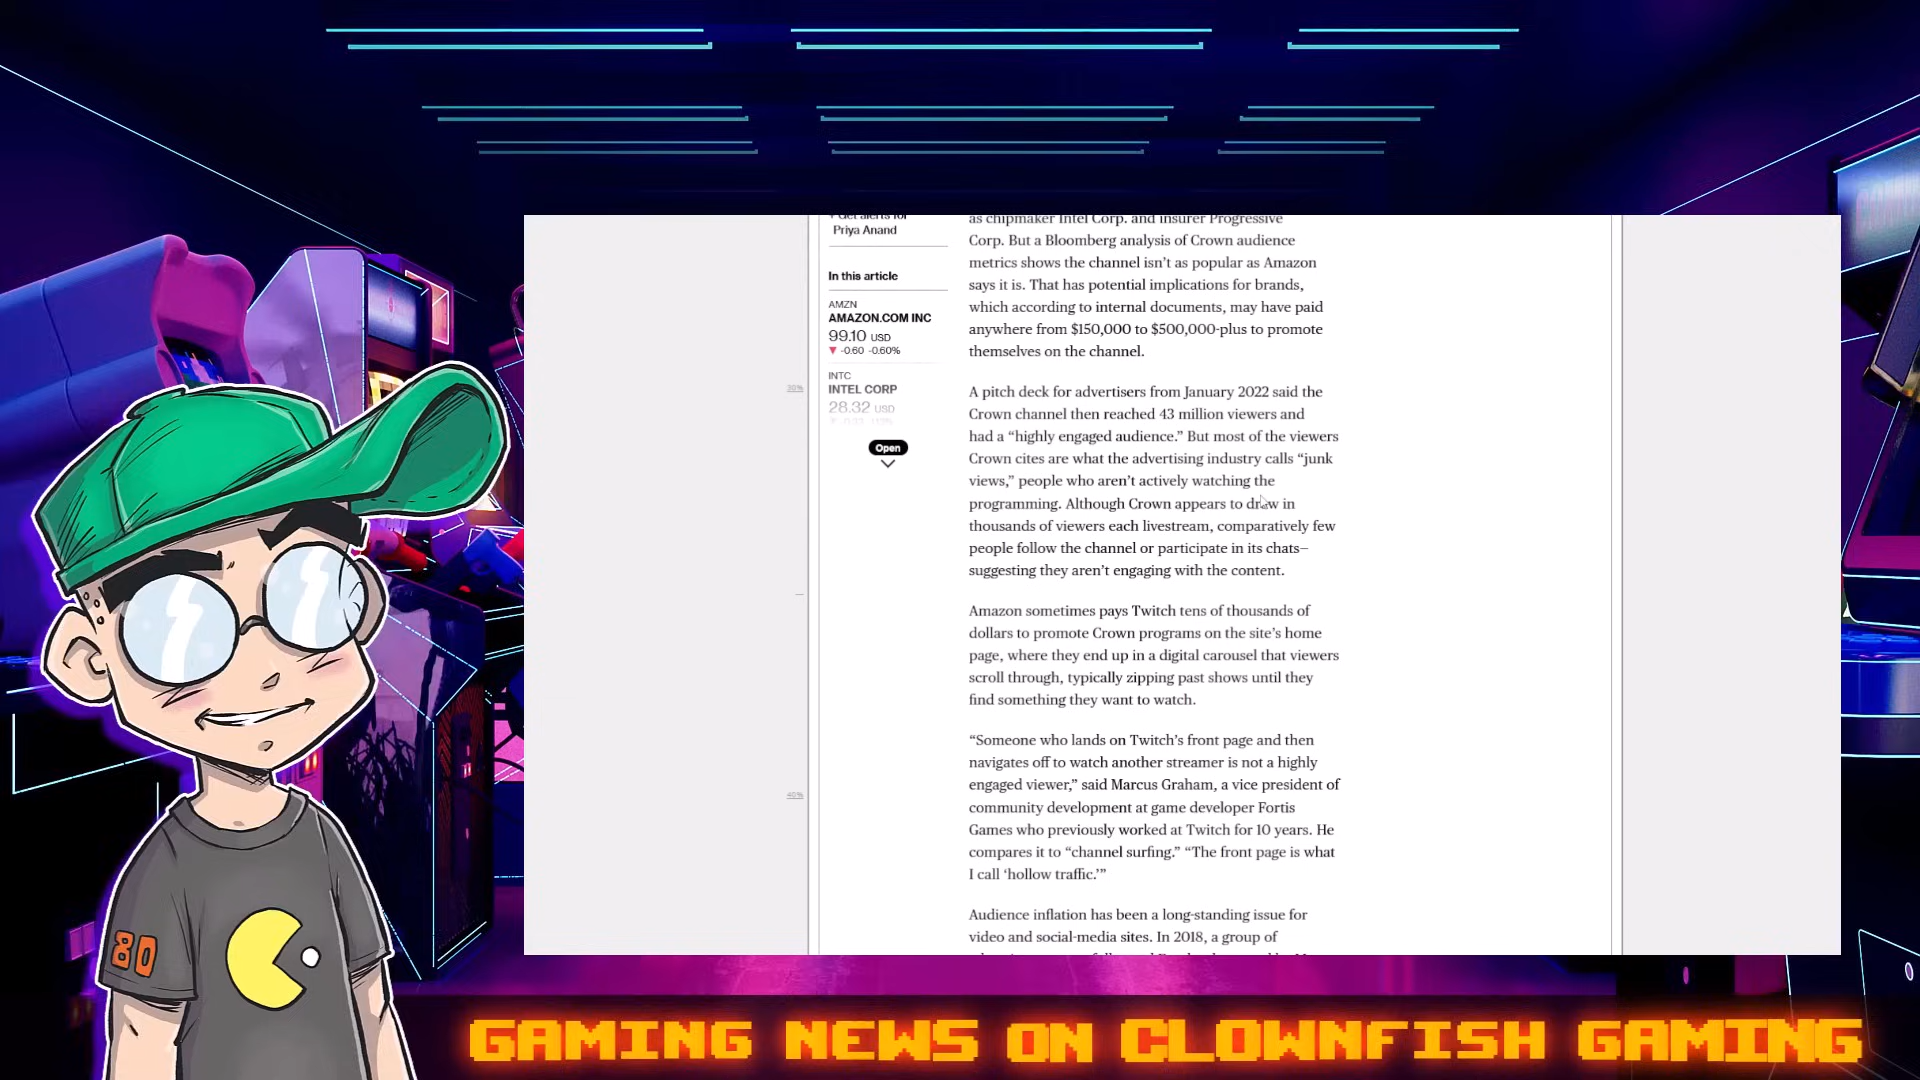 Priya Anand
In this article
AMZN
AMAZON.COM INC
99.10 USD
-0.60 -0.60%
INTC
INTEL CORP
28.32 USD
Open
30%
40%
as chipmaker Intel Corp. and insurer Progressive
Corp. But a Bloomberg analysis of Crown audience
metrics shows the channel isn’t as popular as Amazon
says it is. That has potential implications for brands,
which according to internal documents, may have paid
anywhere from $150,000 to $500,000-plus to promote
themselves on the channel.
A pitch deck for advertisers from January 2022 said the
Crown channel then reached 43 million viewers and
had a “highly engaged audience.” But most of the viewers
Crown cites are what the advertising industry calls “junk
views,” people who aren’t actively watching the
programming. Although Crown appears to draw in
thousands of viewers each livestream, comparatively few
people follow the channel or participate in its chats—
suggesting they aren’t engaging with the content.
Amazon sometimes pays Twitch tens of thousands of
dollars to promote Crown programs on the site’s home
page, where they end up in a digital carousel that viewers
scroll through, typically zipping past shows until they
find something they want to watch.
“Someone who lands on Twitch’s front page and then
navigates off to watch another streamer is not a highly
engaged viewer,” said Marcus Graham, a vice president of
community development at game developer Fortis
Games who previously worked at Twitch for 10 years. He
compares it to “channel surfing.” “The front page is what
I call ‘hollow traffic.’”
Audience inflation has been a long-standing issue for
video and social-media sites. In 2018, a group of
80
GAMING NEWS ON CLOWNFISH GAMING